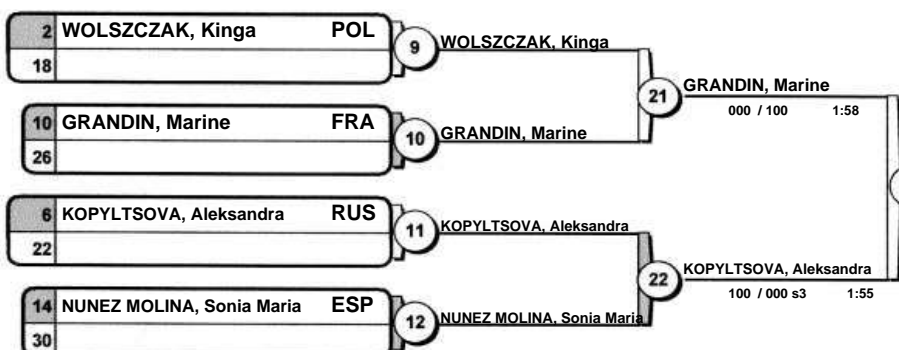 2 WOLSZCZAK, Kinga POL
18
9
WOLSZCZAK, Kinga
10 GRANDIN, Marine FRA
26
10
GRANDIN, Marine
21
GRANDIN, Marine
000 / 100 1:58
6 KOPYLTSOVA, Aleksandra RUS
22
11
KOPYLTSOVA, Aleksandra
14 NUNEZ MOLINA, Sonia Maria ESP
30
12
NUNEZ MOLINA, Sonia Maria
22
KOPYLTSOVA, Aleksandra
100 / 000 s3 1:55